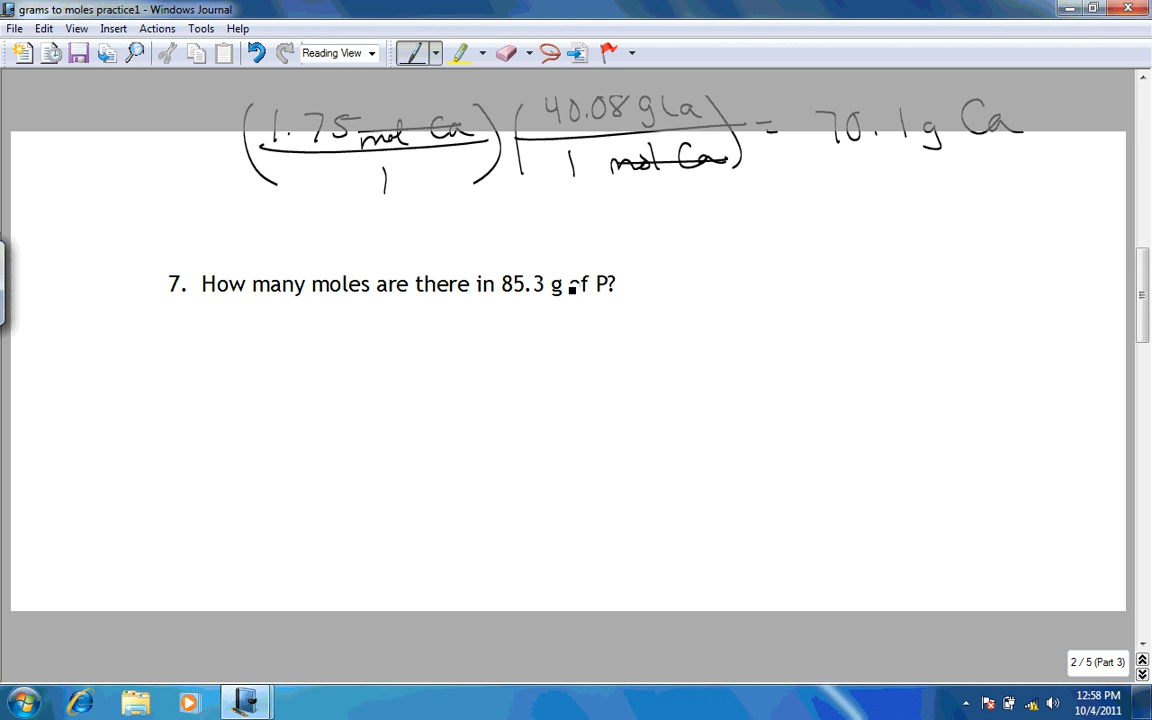 grams to moles practice1 - Windows Journal
File Edit View Insert Actions Tools Help
Reading View
(1.75 mol Ca / 1) (40.08 g Ca / 1 mol Ca) = 70.1 g Ca
7. How many moles are there in 85.3 g of P?
2 / 5 (Part 3)
12:58 PM
10/4/2011